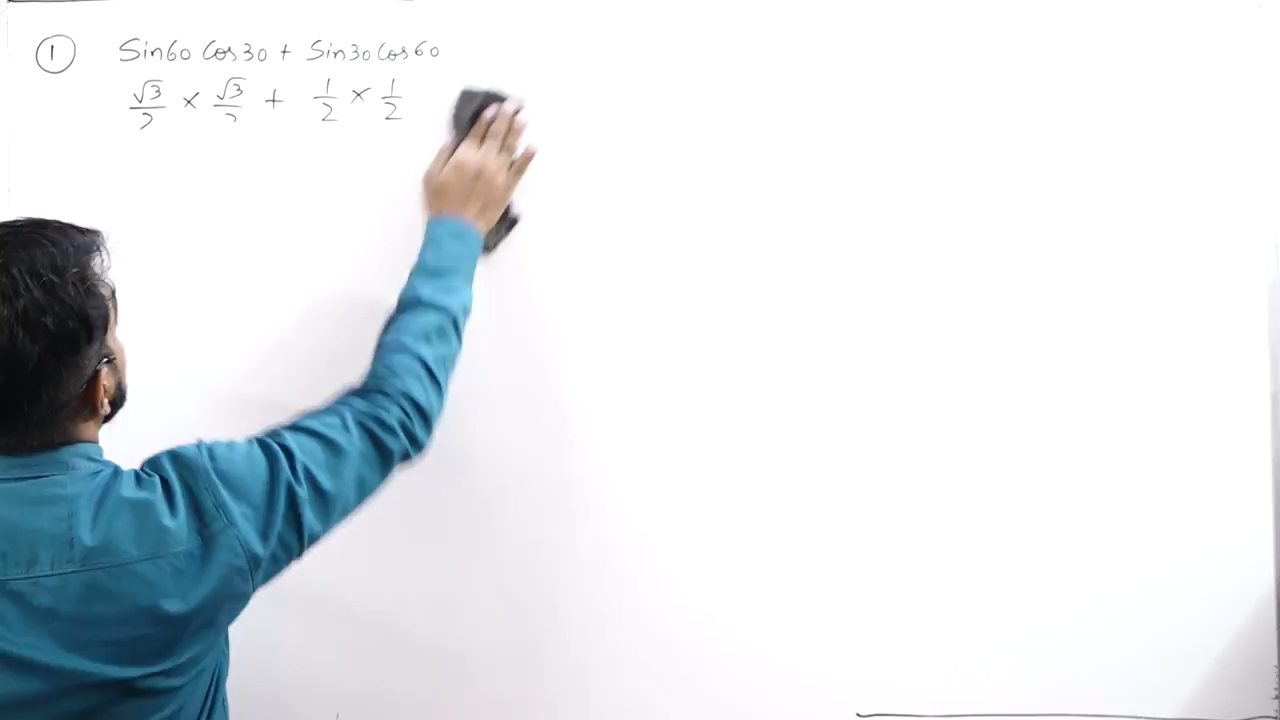 ① Sin60 Cos30 + Sin30 Cos60
√3/2 × √3/2 + 1/2 × 1/2